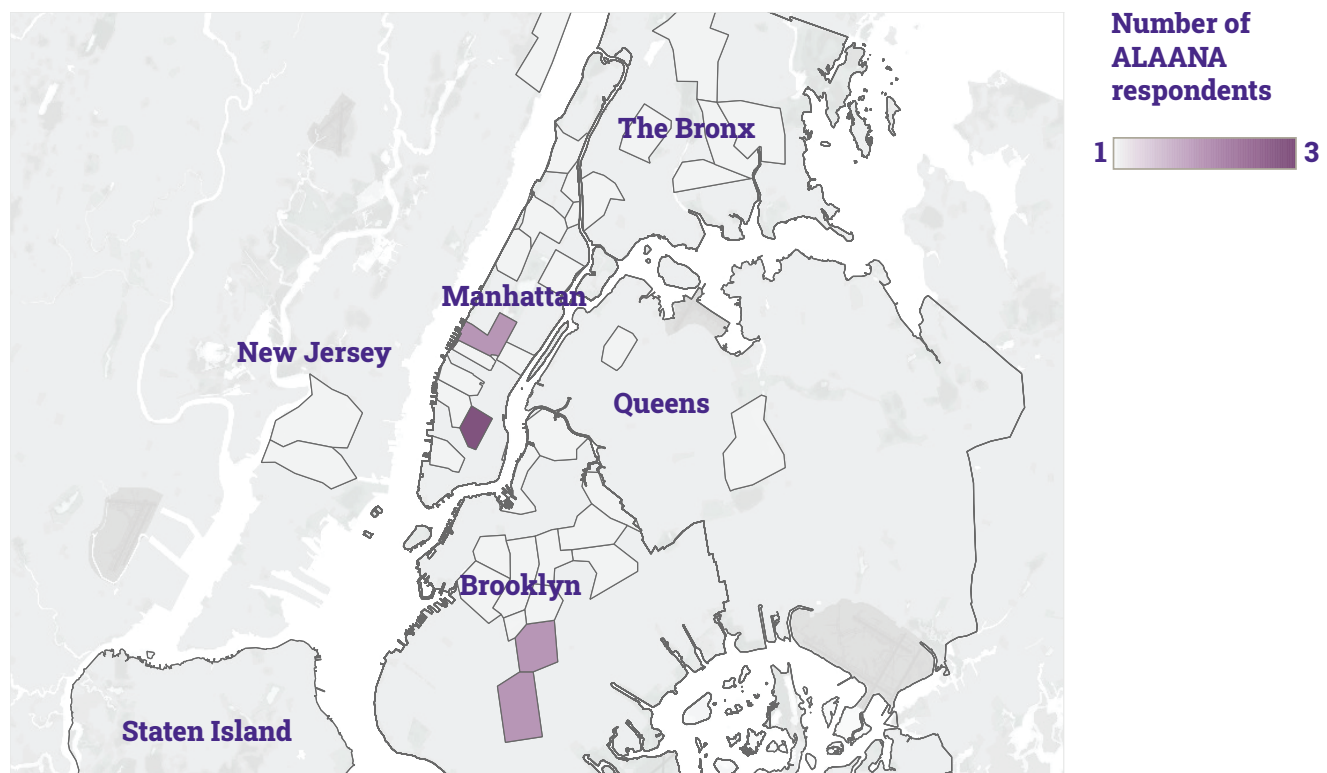 Number of
ALAANA
respondents
1
3
The Bronx
Manhattan
New Jersey
Queens
Brooklyn
Staten Island